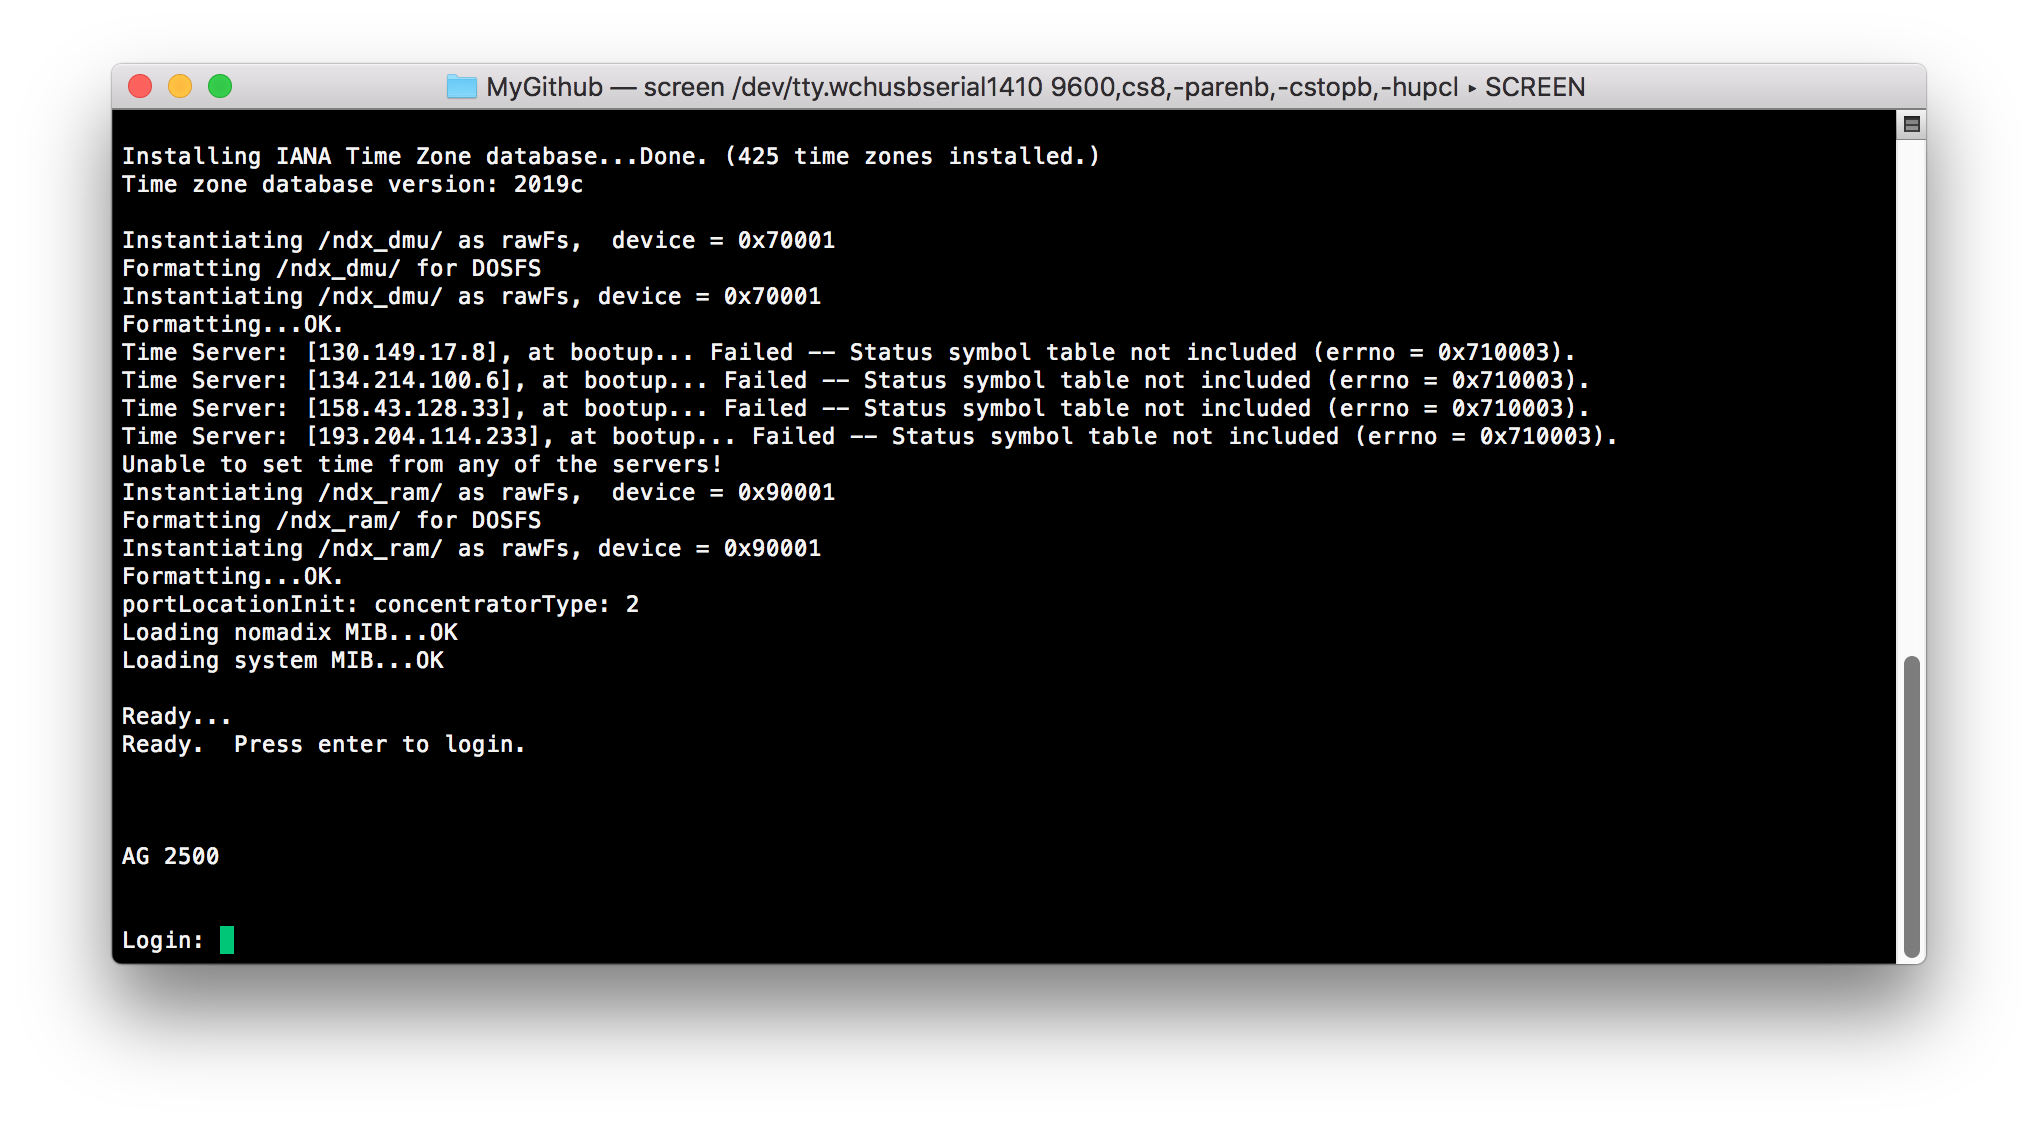 MyGithub — screen /dev/tty.wchusbserial1410 9600,cs8,-parenb,-cstopb,-hupcl ▸ SCREEN
Installing IANA Time Zone database...Done. (425 time zones installed.)
Time zone database version: 2019c
Instantiating /ndx_dmu/ as rawFs,  device = 0x70001
Formatting /ndx_dmu/ for DOSFS
Instantiating /ndx_dmu/ as rawFs, device = 0x70001
Formatting...OK.
Time Server: [130.149.17.8], at bootup... Failed -- Status symbol table not included (errno = 0x710003).
Time Server: [134.214.100.6], at bootup... Failed -- Status symbol table not included (errno = 0x710003).
Time Server: [158.43.128.33], at bootup... Failed -- Status symbol table not included (errno = 0x710003).
Time Server: [193.204.114.233], at bootup... Failed -- Status symbol table not included (errno = 0x710003).
Unable to set time from any of the servers!
Instantiating /ndx_ram/ as rawFs,  device = 0x90001
Formatting /ndx_ram/ for DOSFS
Instantiating /ndx_ram/ as rawFs, device = 0x90001
Formatting...OK.
portLocationInit: concentratorType: 2
Loading nomadix MIB...OK
Loading system MIB...OK
Ready...
Ready.  Press enter to login.
AG 2500
Login: